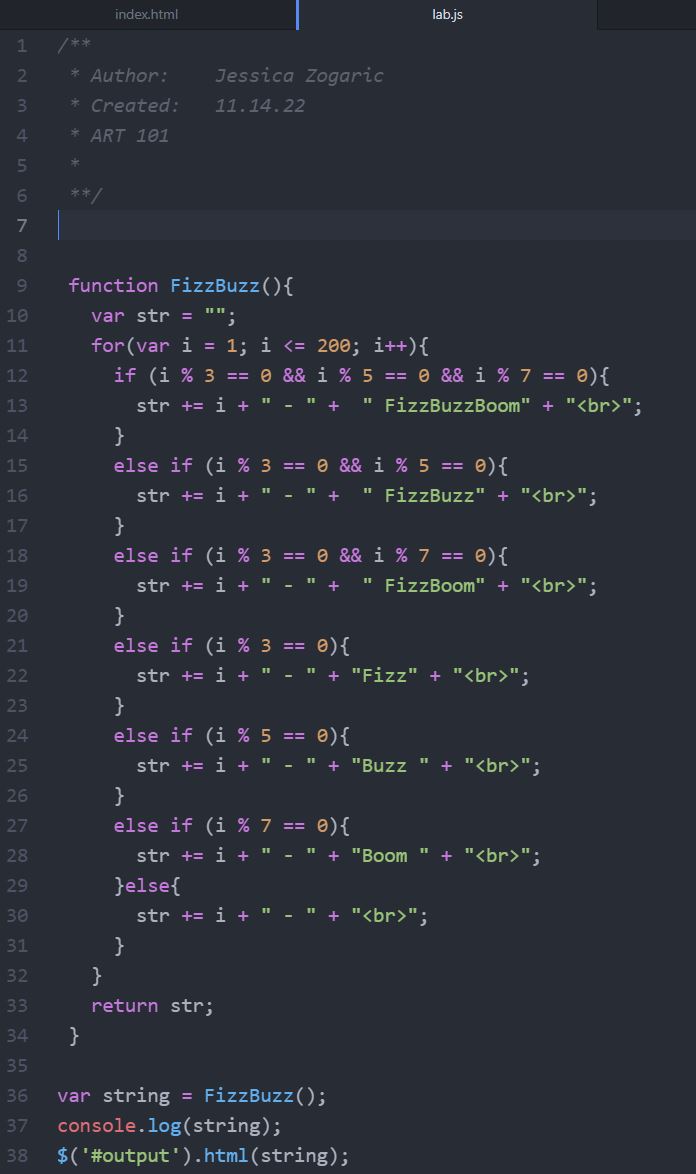 index.html lab.js
1 /**
2  * Author:    Jessica Zogaric
3  * Created:   11.14.22
4  * ART 101
5  *
6  **/
7
8
9  function FizzBuzz(){
10   var str = "";
11   for(var i = 1; i <= 200; i++){
12     if (i % 3 == 0 && i % 5 == 0 && i % 7 == 0){
13       str += i + " - " +  " FizzBuzzBoom" + "<br>";
14     }
15     else if (i % 3 == 0 && i % 5 == 0){
16       str += i + " - " +  " FizzBuzz" + "<br>";
17     }
18     else if (i % 3 == 0 && i % 7 == 0){
19       str += i + " - " +  " FizzBoom" + "<br>";
20     }
21     else if (i % 3 == 0){
22       str += i + " - " + "Fizz" + "<br>";
23     }
24     else if (i % 5 == 0){
25       str += i + " - " + "Buzz " + "<br>";
26     }
27     else if (i % 7 == 0){
28       str += i + " - " + "Boom " + "<br>";
29     }else{
30       str += i + " - " + "<br>";
31     }
32   }
33   return str;
34 }
35
36 var string = FizzBuzz();
37 console.log(string);
38 $('#output').html(string);